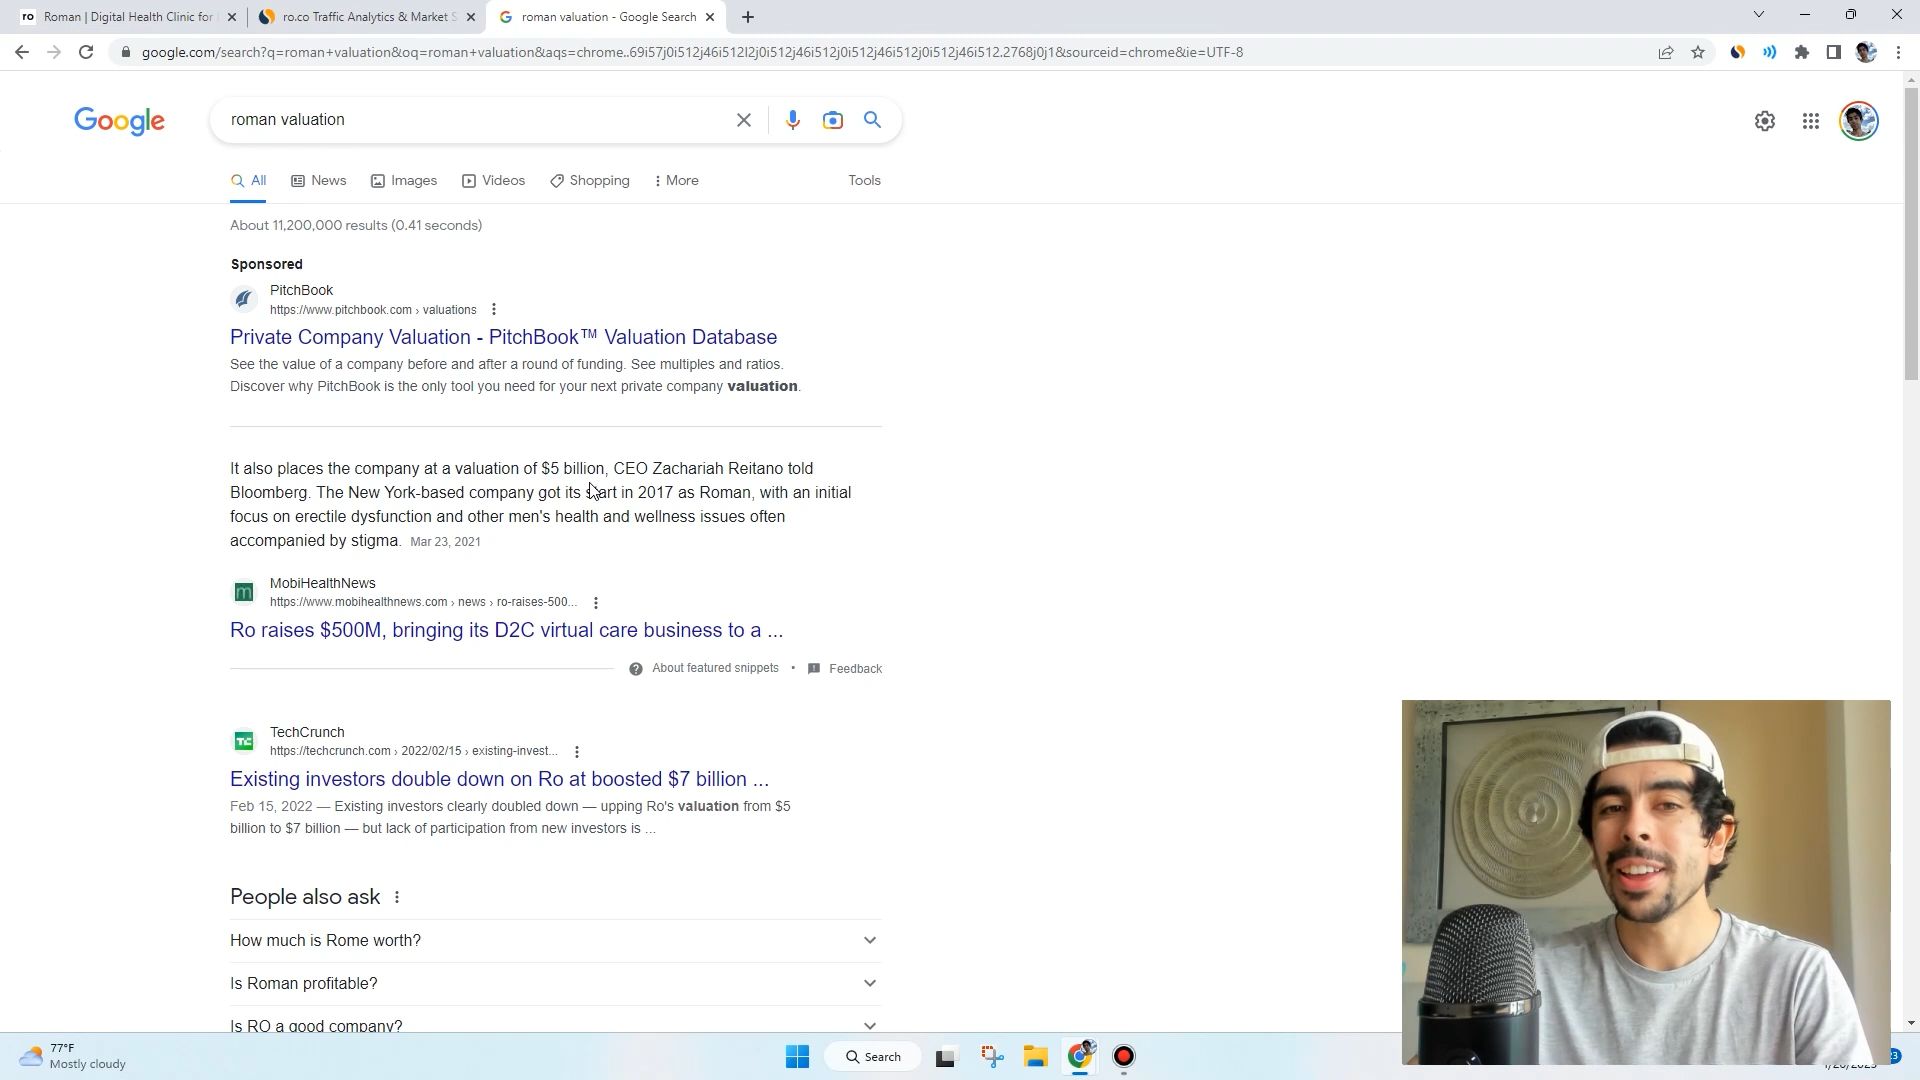 ro Roman | Digital Health Clinic for
ro.co Traffic Analytics & Market S
roman valuation - Google Search
google.com/search?q=roman+valuation&oq=roman+valuation&aqs=chrome..69i57j0i512j46i512l2j0i512j46i512j0i512j46i512j0i512j46i512.2768j0j1&sourceid=chrome&ie=UTF-8
Google
roman valuation
All News Images Videos Shopping More Tools
About 11,200,000 results (0.41 seconds)
Sponsored
PitchBook
https://www.pitchbook.com › valuations
Private Company Valuation - PitchBook™ Valuation Database
See the value of a company before and after a round of funding. See multiples and ratios.
Discover why PitchBook is the only tool you need for your next private company valuation.
It also places the company at a valuation of $5 billion, CEO Zachariah Reitano told
Bloomberg. The New York-based company got its start in 2017 as Roman, with an initial
focus on erectile dysfunction and other men's health and wellness issues often
accompanied by stigma. Mar 23, 2021
m MobiHealthNews
https://www.mobihealthnews.com › news › ro-raises-500...
Ro raises $500M, bringing its D2C virtual care business to a ...
About featured snippets • Feedback
TC TechCrunch
https://techcrunch.com › 2022/02/15 › existing-invest...
Existing investors double down on Ro at boosted $7 billion ...
Feb 15, 2022 — Existing investors clearly doubled down — upping Ro's valuation from $5
billion to $7 billion — but lack of participation from new investors is ...
People also ask
How much is Rome worth?
Is Roman profitable?
Is RO a good company?
77°F
Mostly cloudy
Search